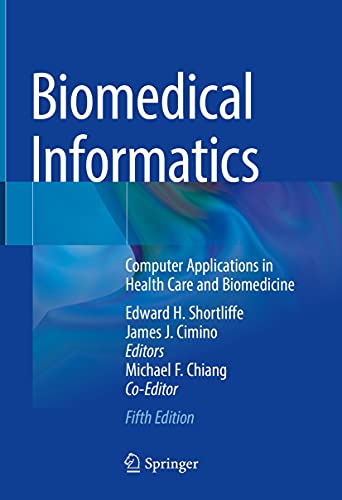 Biomedical
Informatics
Computer Applications in
Health Care and Biomedicine
Edward H. Shortliffe
James J. Cimino
Editors
Michael F. Chiang
Co-Editor
Fifth Edition
Springer